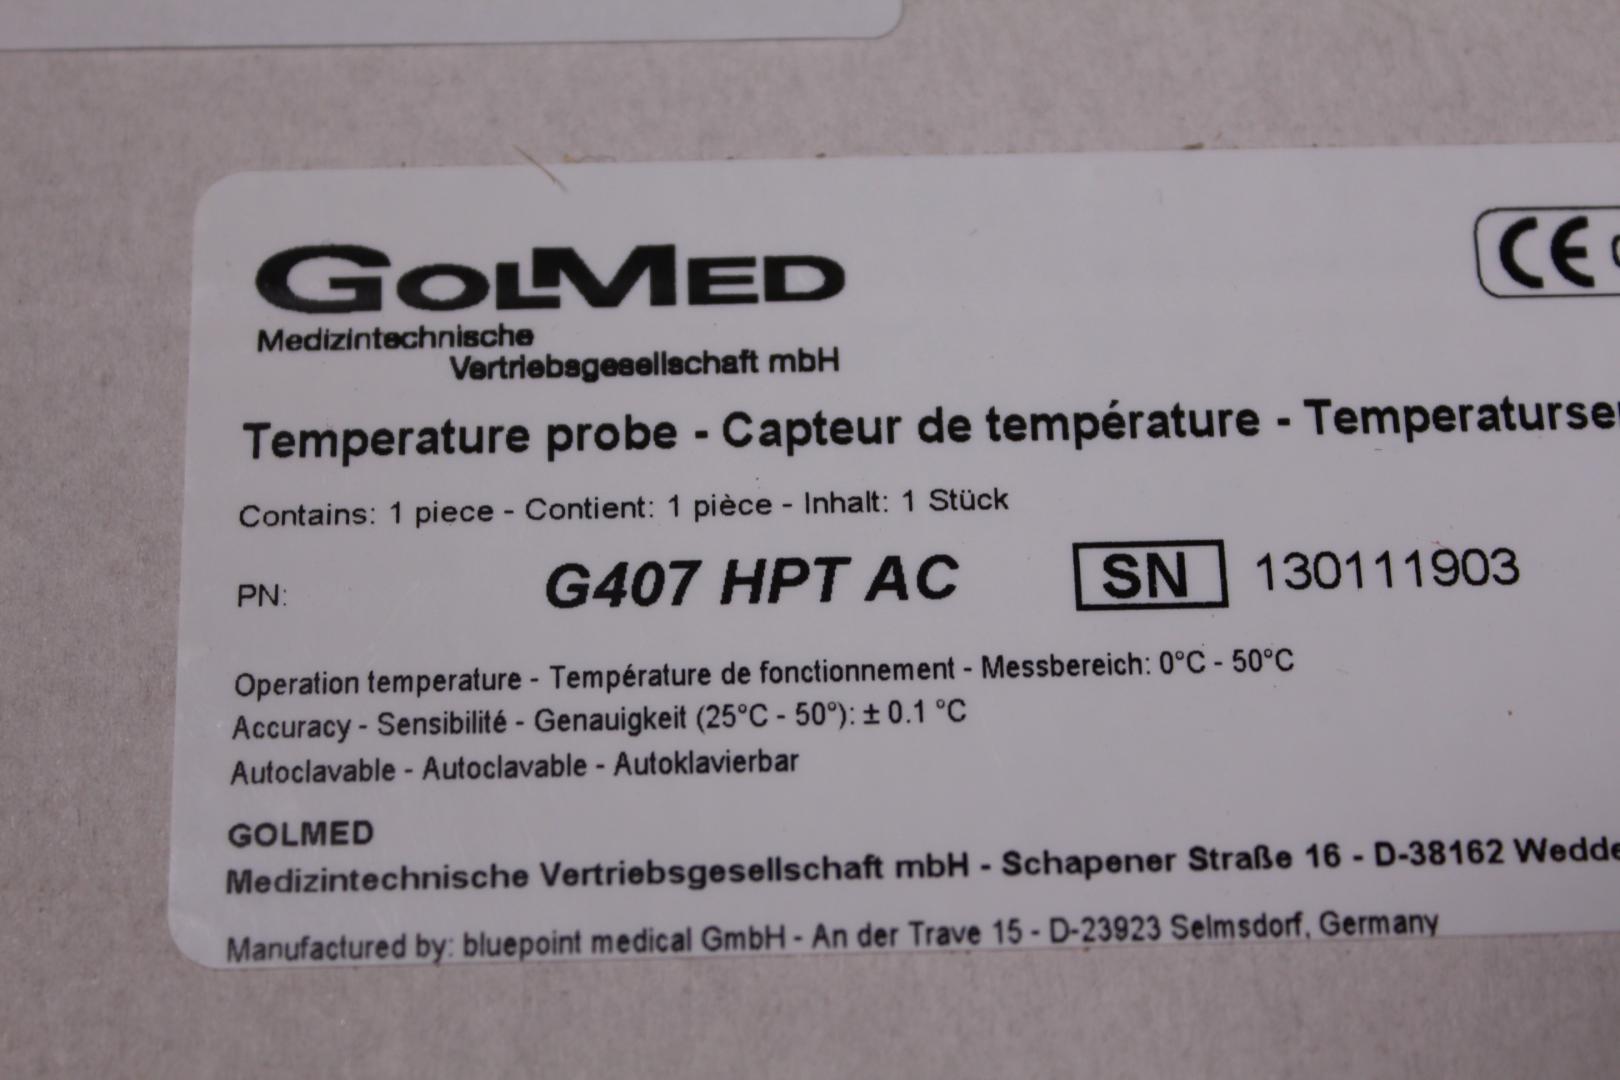 GOLMED
Medizintechnische
Vertriebsgesellschaft mbH
CE
Temperature probe - Capteur de température -
Contains: 1 piece - Contient: 1 pièce - Inhalt: 1 Stück
PN: G407 HPT AC SN 130111903
Operation temperature - Température de fonctionnement - Messbereich: 0°C - 50°C
Accuracy - Sensibilité - Genauigkeit (25°C - 50°): ± 0.1 °C
Autoclavable - Autoclavable - Autoklavierbar
GOLMED
Medizintechnische Vertriebsgesellschaft mbH - Schapener Straße 16 - D-38162
Manufactured by: bluepoint medical GmbH - An der Trave 15 - D-23923 Selmsdorf, Germany